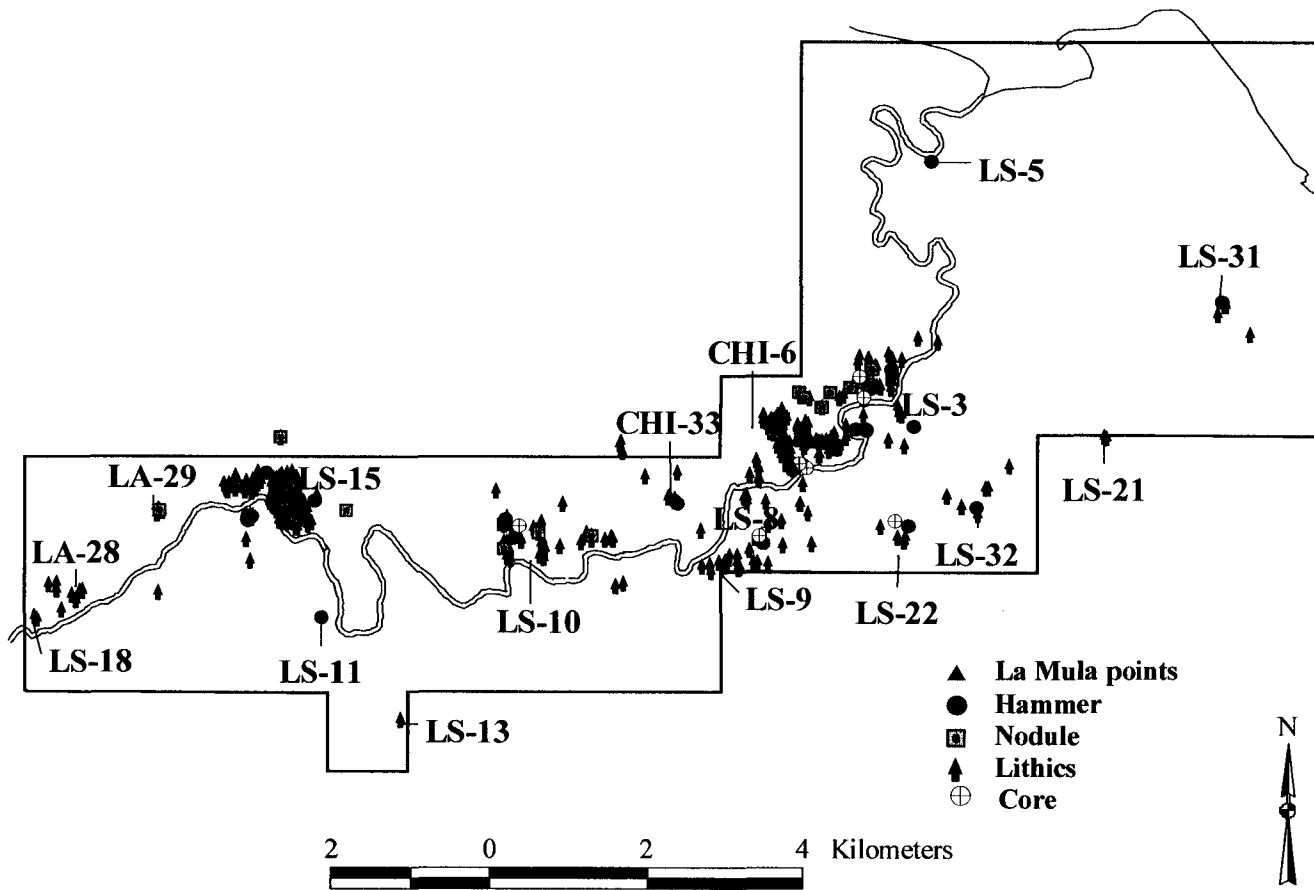 LS-5
LS-31
CHI-6
LS-3
CHI-33
LS-15
LA-29
LS-21
LS-8
LA-28
LS-32
LS-9
LS-10
LS-22
LS-18
LS-11
LS-13
La Mula points
Hammer
Nodule
Lithics
Core
N
2 0 2 4 Kilometers